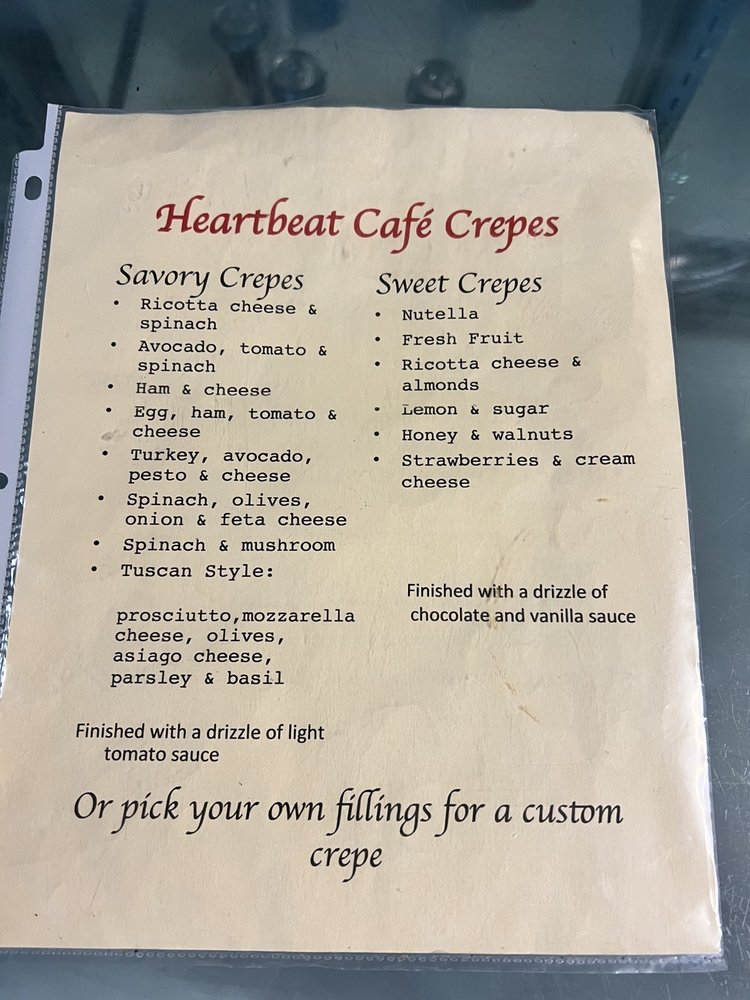 Heartbeat Café Crepes
Savory Crepes
• Ricotta cheese &
spinach
• Avocado, tomato &
spinach
• Ham & cheese
• Egg, ham, tomato &
cheese
• Turkey, avocado,
pesto & cheese
• Spinach, olives,
onion & feta cheese
• Spinach & mushroom
• Tuscan Style:
prosciutto,mozzarella
cheese, olives,
asiago cheese,
parsley & basil
Finished with a drizzle of light
tomato sauce
Sweet Crepes
• Nutella
• Fresh Fruit
• Ricotta cheese &
almonds
• Lemon & sugar
• Honey & walnuts
• Strawberries & cream
cheese
Finished with a drizzle of
chocolate and vanilla sauce
Or pick your own fillings for a custom
crepe